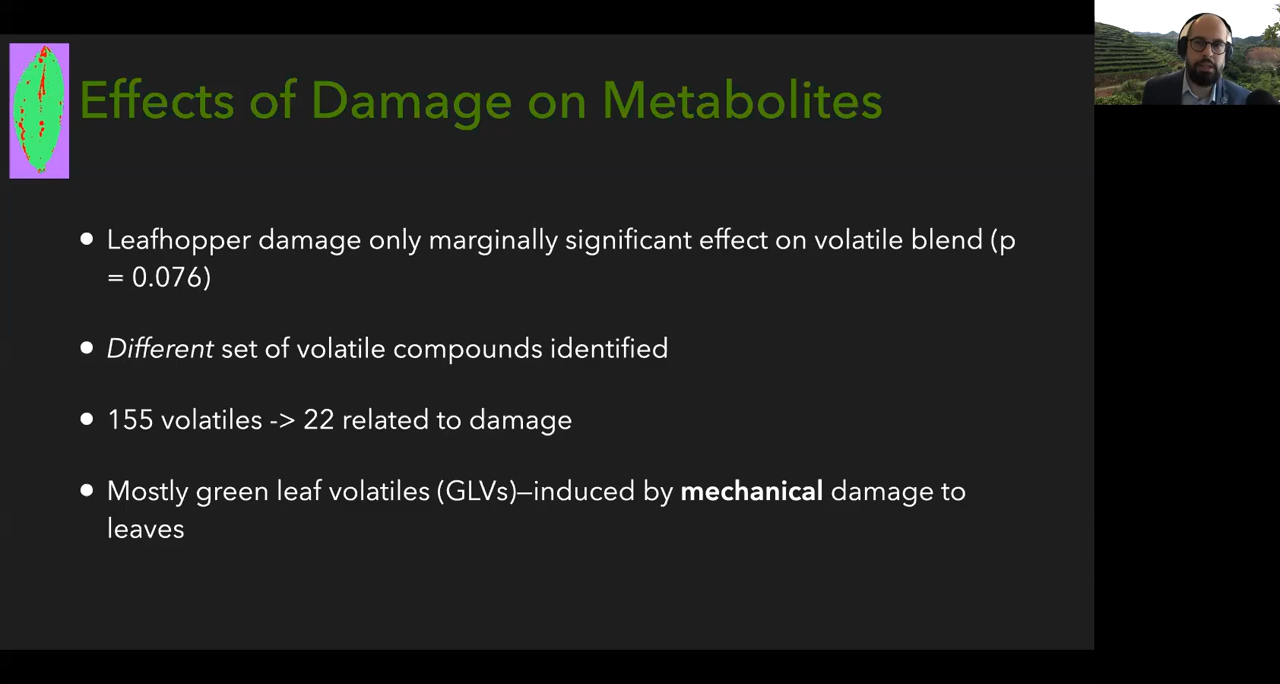 Effects of Damage on Metabolites
• Leafhopper damage only marginally significant effect on volatile blend (p
= 0.076)
• Different set of volatile compounds identified
• 155 volatiles -> 22 related to damage
• Mostly green leaf volatiles (GLVs)—induced by mechanical damage to
leaves